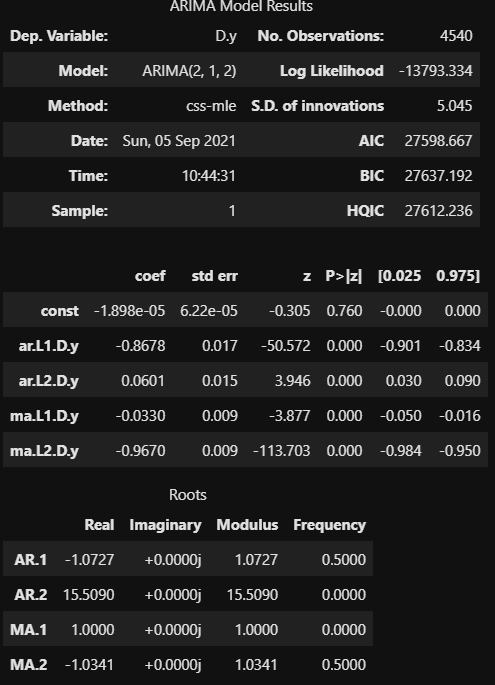 ARIMA Model Results
Dep. Variable: D.y No. Observations: 4540
Model: ARIMA(2, 1, 2) Log Likelihood -13793.334
Method: css-mle S.D. of innovations 5.045
Date: Sun, 05 Sep 2021 AIC 27598.667
Time: 10:44:31 BIC 27637.192
Sample: 1 HQIC 27612.236
coef std err z P>|z| [0.025 0.975]
const -1.898e-05 6.22e-05 -0.305 0.760 -0.000 0.000
ar.L1.D.y -0.8678 0.017 -50.572 0.000 -0.901 -0.834
ar.L2.D.y 0.0601 0.015 3.946 0.000 0.030 0.090
ma.L1.D.y -0.0330 0.009 -3.877 0.000 -0.050 -0.016
ma.L2.D.y -0.9670 0.009 -113.703 0.000 -0.984 -0.950
Roots
Real Imaginary Modulus Frequency
AR.1 -1.0727 +0.0000j 1.0727 0.5000
AR.2 15.5090 +0.0000j 15.5090 0.0000
MA.1 1.0000 +0.0000j 1.0000 0.0000
MA.2 -1.0341 +0.0000j 1.0341 0.5000